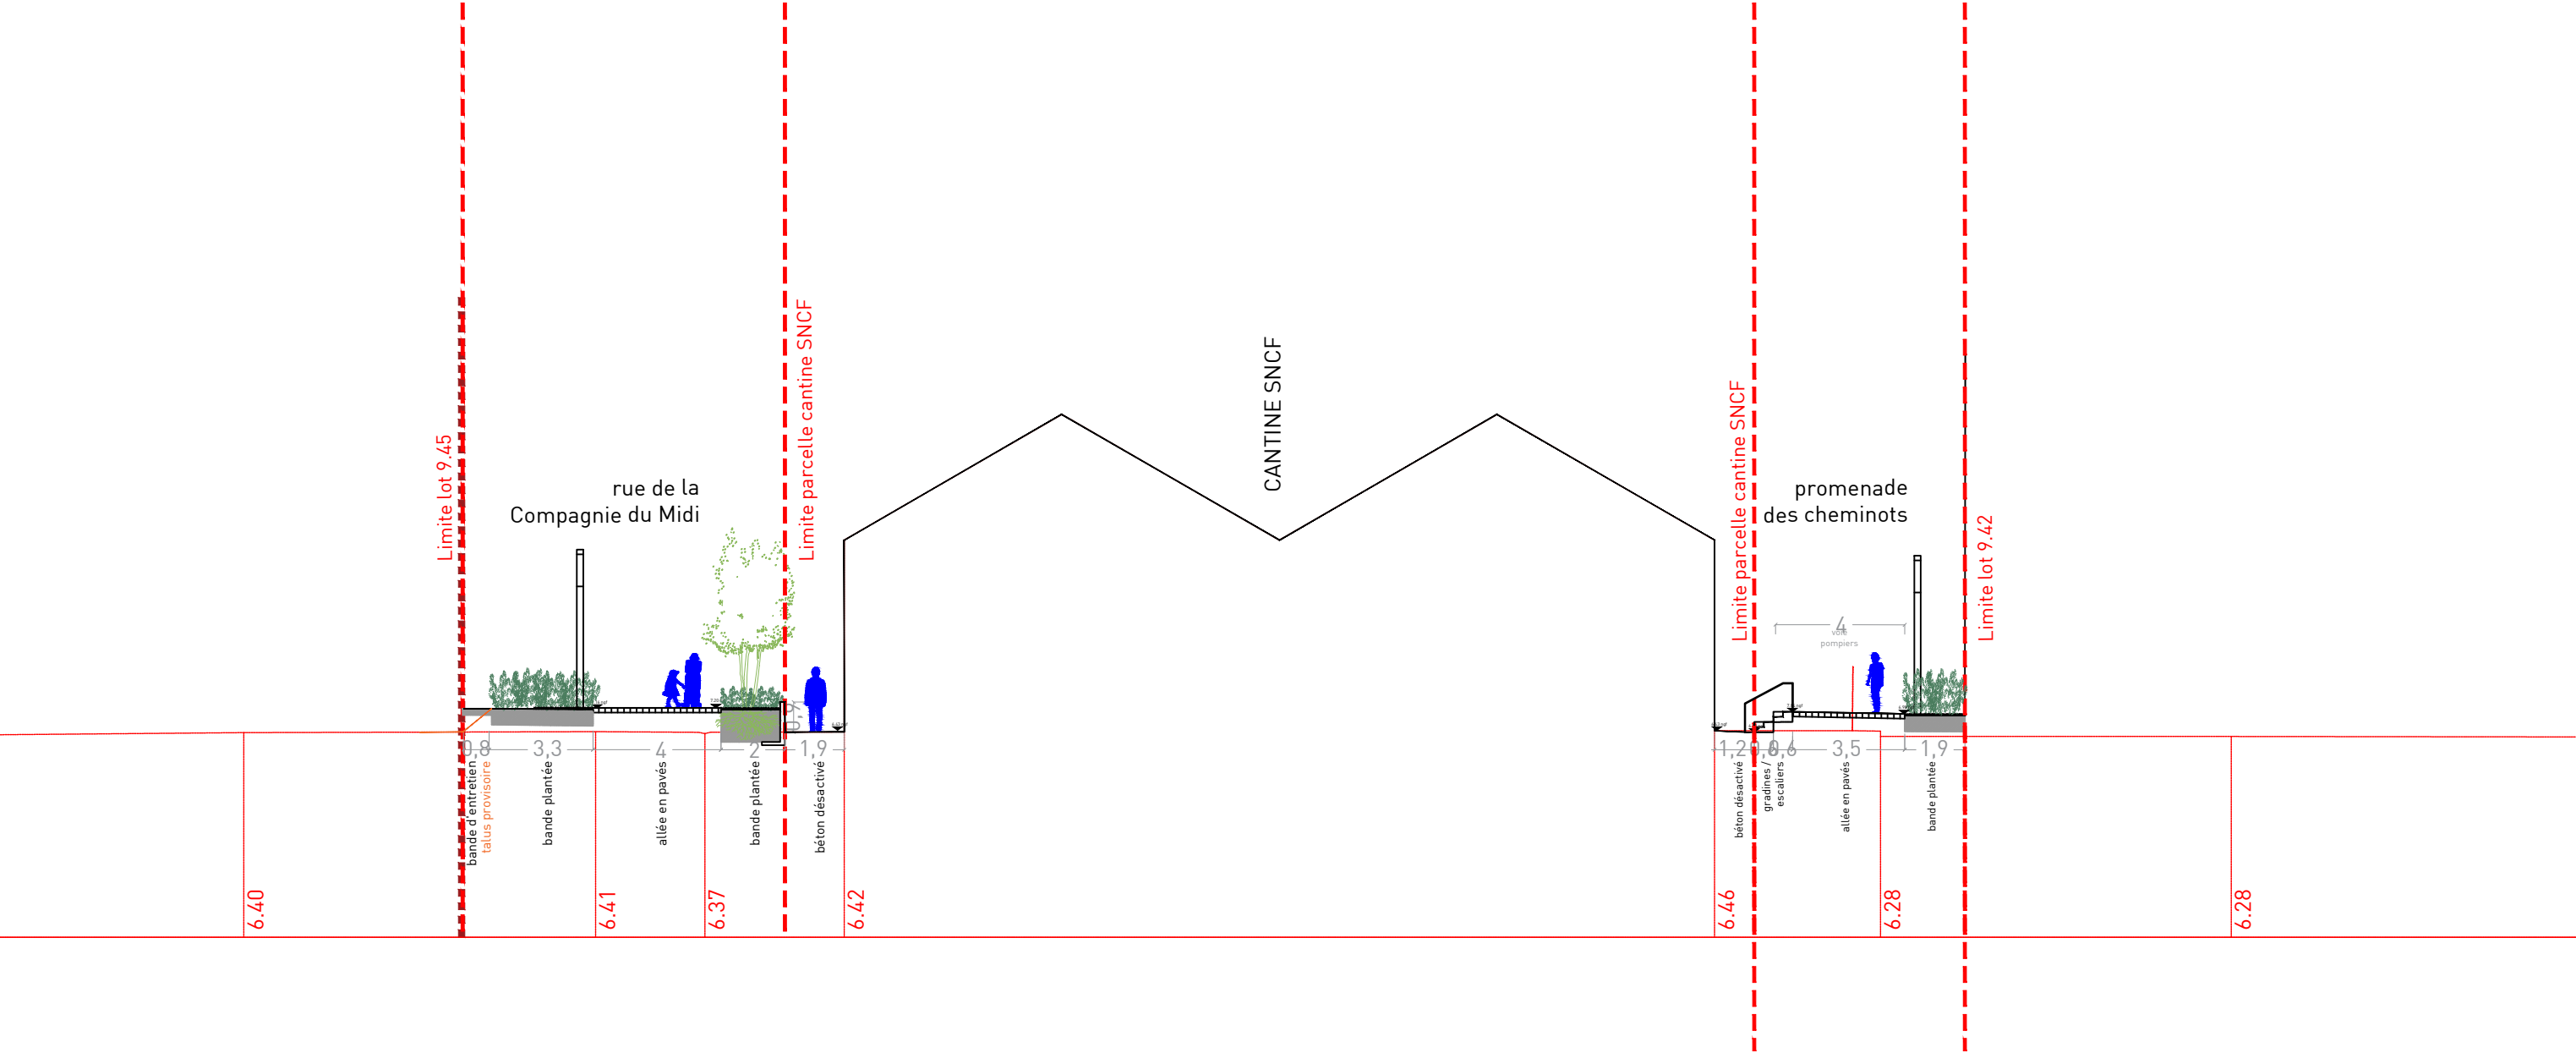 Limite lot 9.45
rue de la
Compagnie du Midi
Limite parcelle cantine SNCF
CANTINE SNCF
Limite parcelle cantine SNCF
promenade
des cheminots
Limite lot 9.42
4
voie
pompiers
0,8
3,3
4
2
1,9
1,2
0,6
3,5
1,9
bande d'entretien
talus provisoire
bande plantée
allée en pavés
bande plantée
béton désactivé
béton désactivé
gradines /
escaliers
allée en pavés
bande plantée
6.40
6.41
6.37
6.42
6.46
6.28
6.28